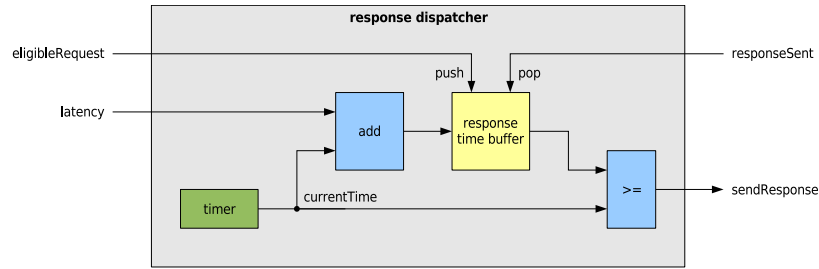 response dispatcher
eligibleRequest
responseSent
push
pop
latency
add
response
time buffer
>=
sendResponse
currentTime
timer